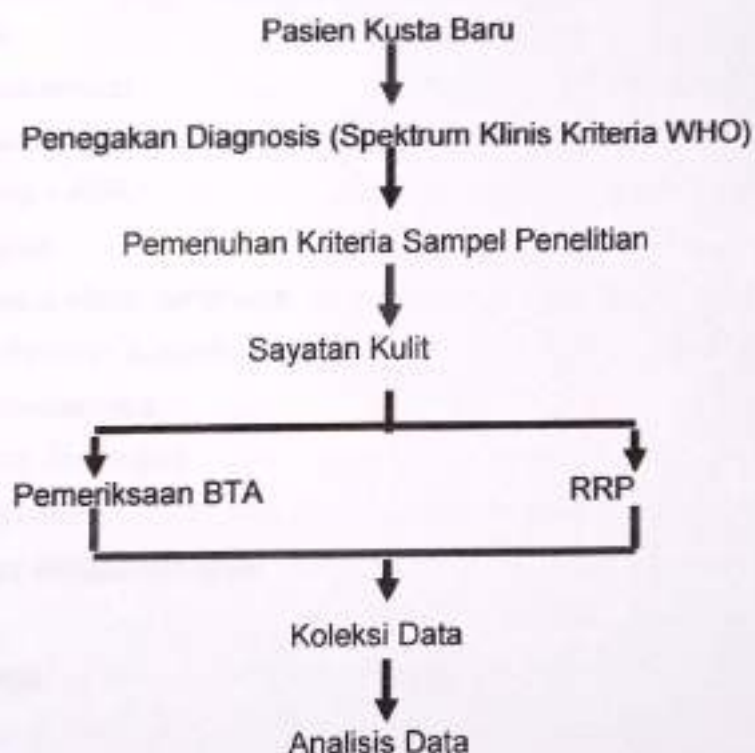 Pasien Kusta Baru
Penegakan Diagnosis (Spektrum Klinis Kriteria WHO)
Pemenuhan Kriteria Sampel Penelitian
Sayatan Kulit
Pemeriksaan BTA
RRP
Koleksi Data
Analisis Data